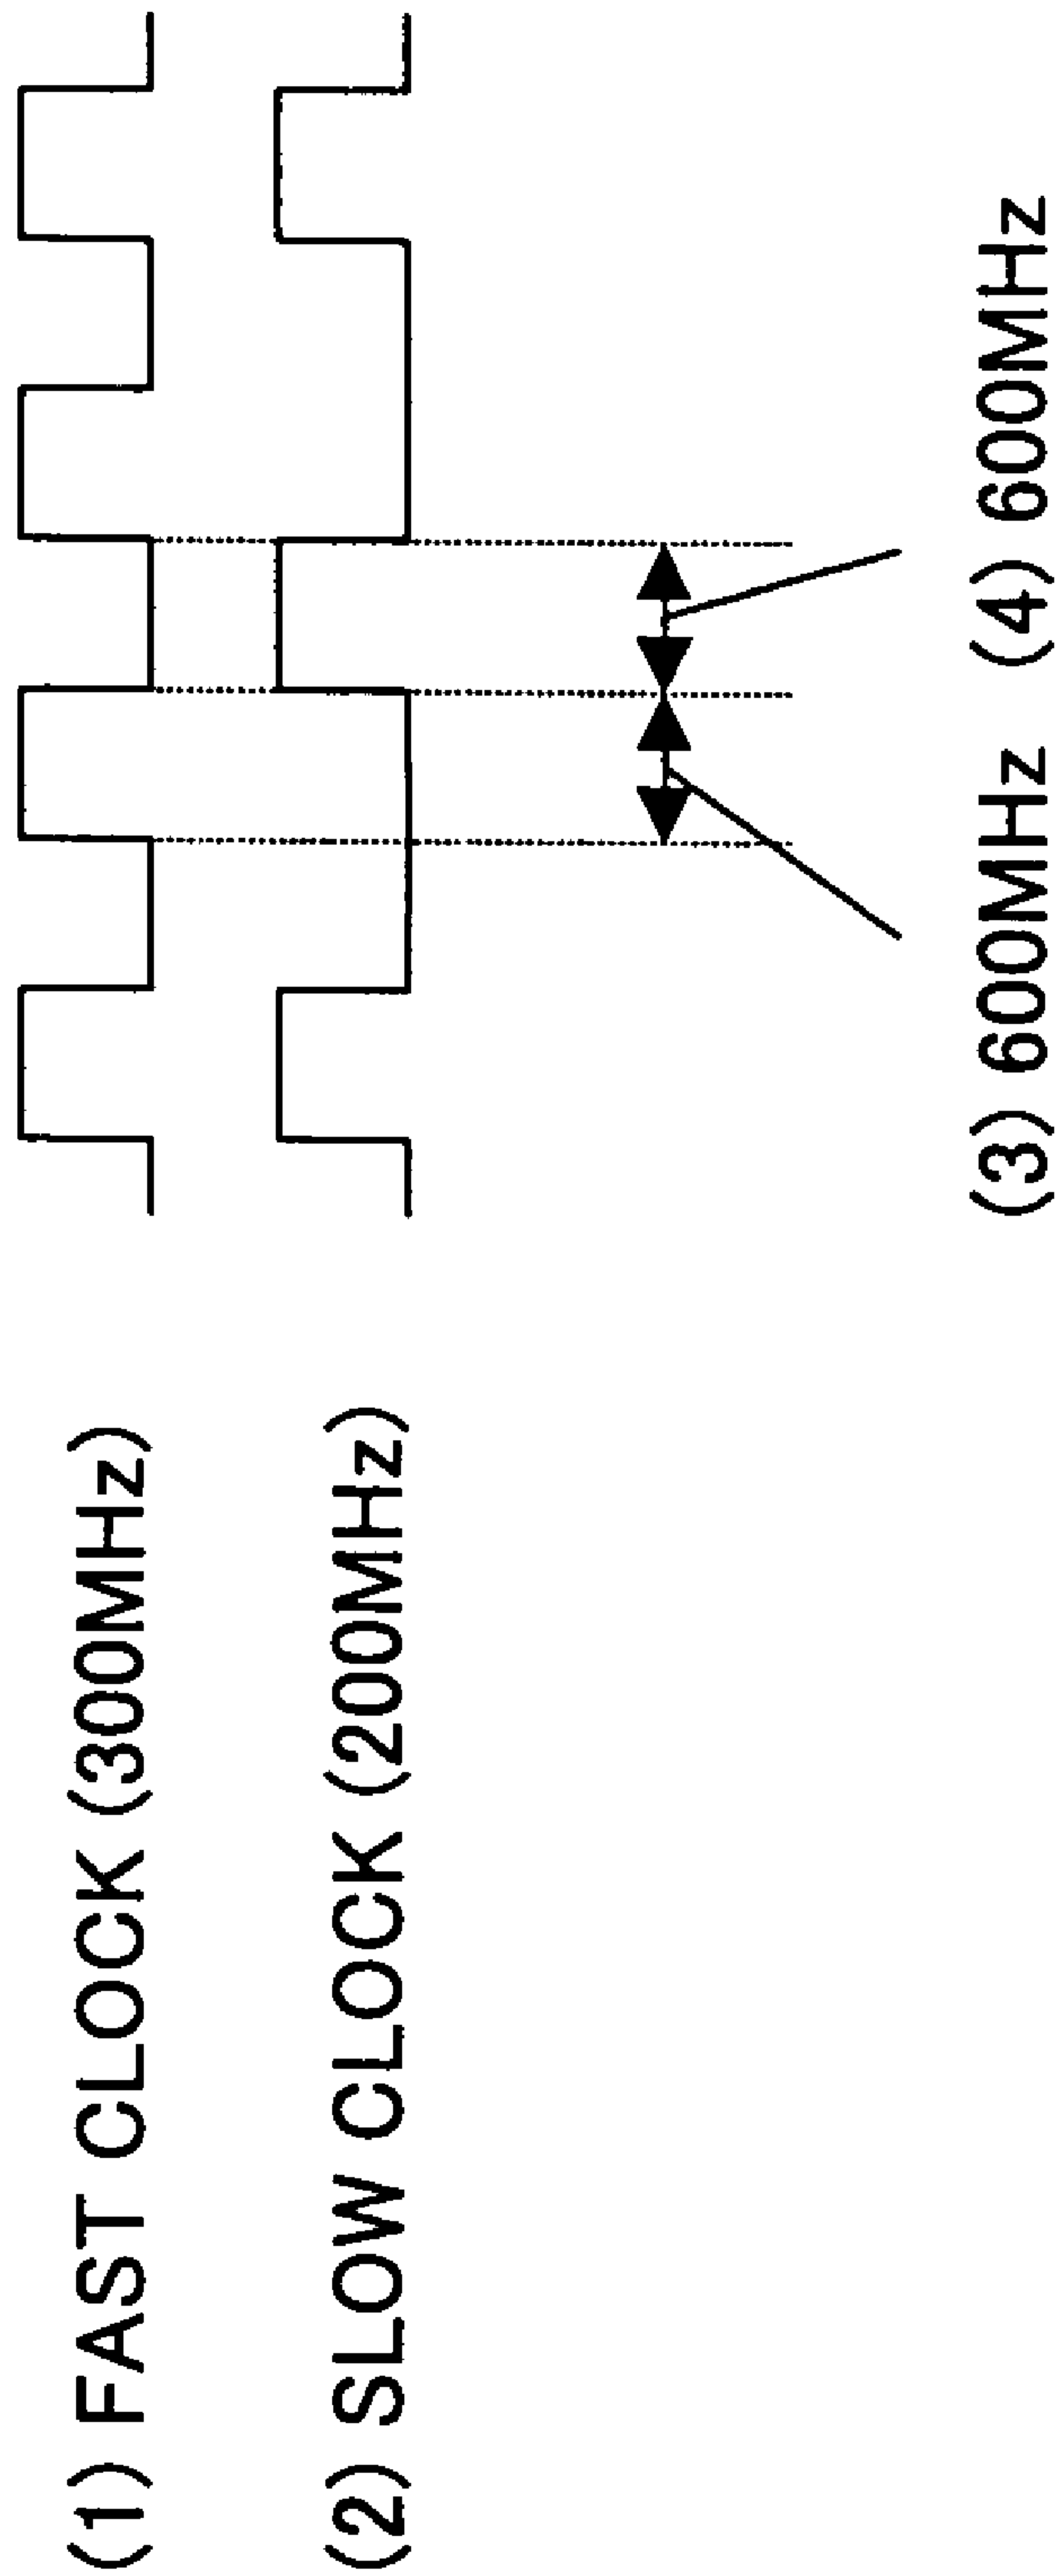 (1) FAST CLOCK (300MHz)
(2) SLOW CLOCK (200MHz)
(3) 600MHz (4) 600MHz